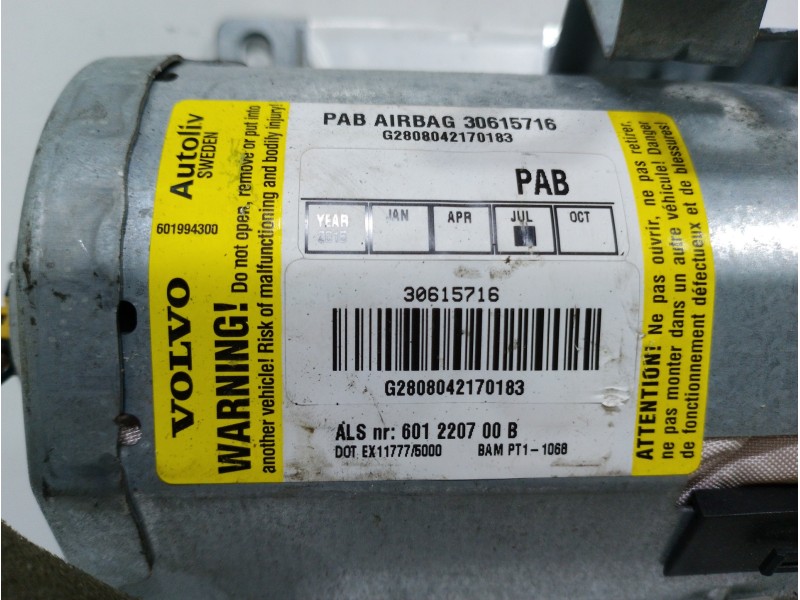 PAB AIRBAG 30615716
G2808042170183
PAB
YEAR JAN APR JUL OCT
30615716
G2808042170183
ALS nr: 601 2207 00 B
DOT EX11777/5000 BAM PT1-1068
Autoliv
SWEDEN
601994300
VOLVO
WARNING! Do not open, remove or put into
another vehicle! Risk of malfunctioning and bodily injury!
ATTENTION! Ne pas ouvrir, ne pas retirer,
ne pas monter dans un autre véhicule! Danger
de fonctionnement défectueux et de blessures!